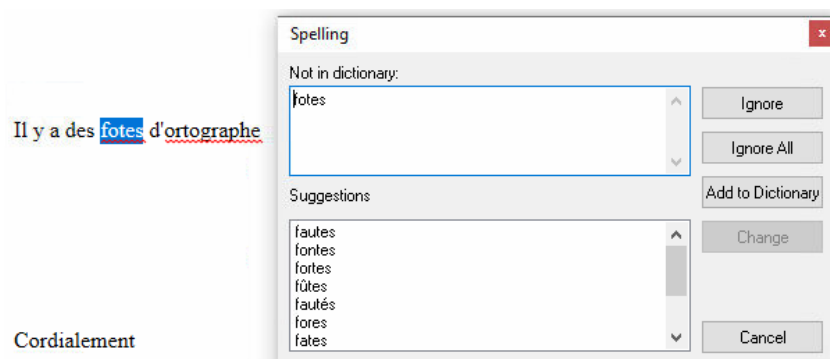 Spelling
x
Not in dictionary:
fotes
Ignore
Il y a des fotes d'ortographe
Ignore All
Suggestions
Add to Dictionary
fautes
Change
fontes
fortes
fûtes
fautés
fores
fates
Cancel
Cordialement